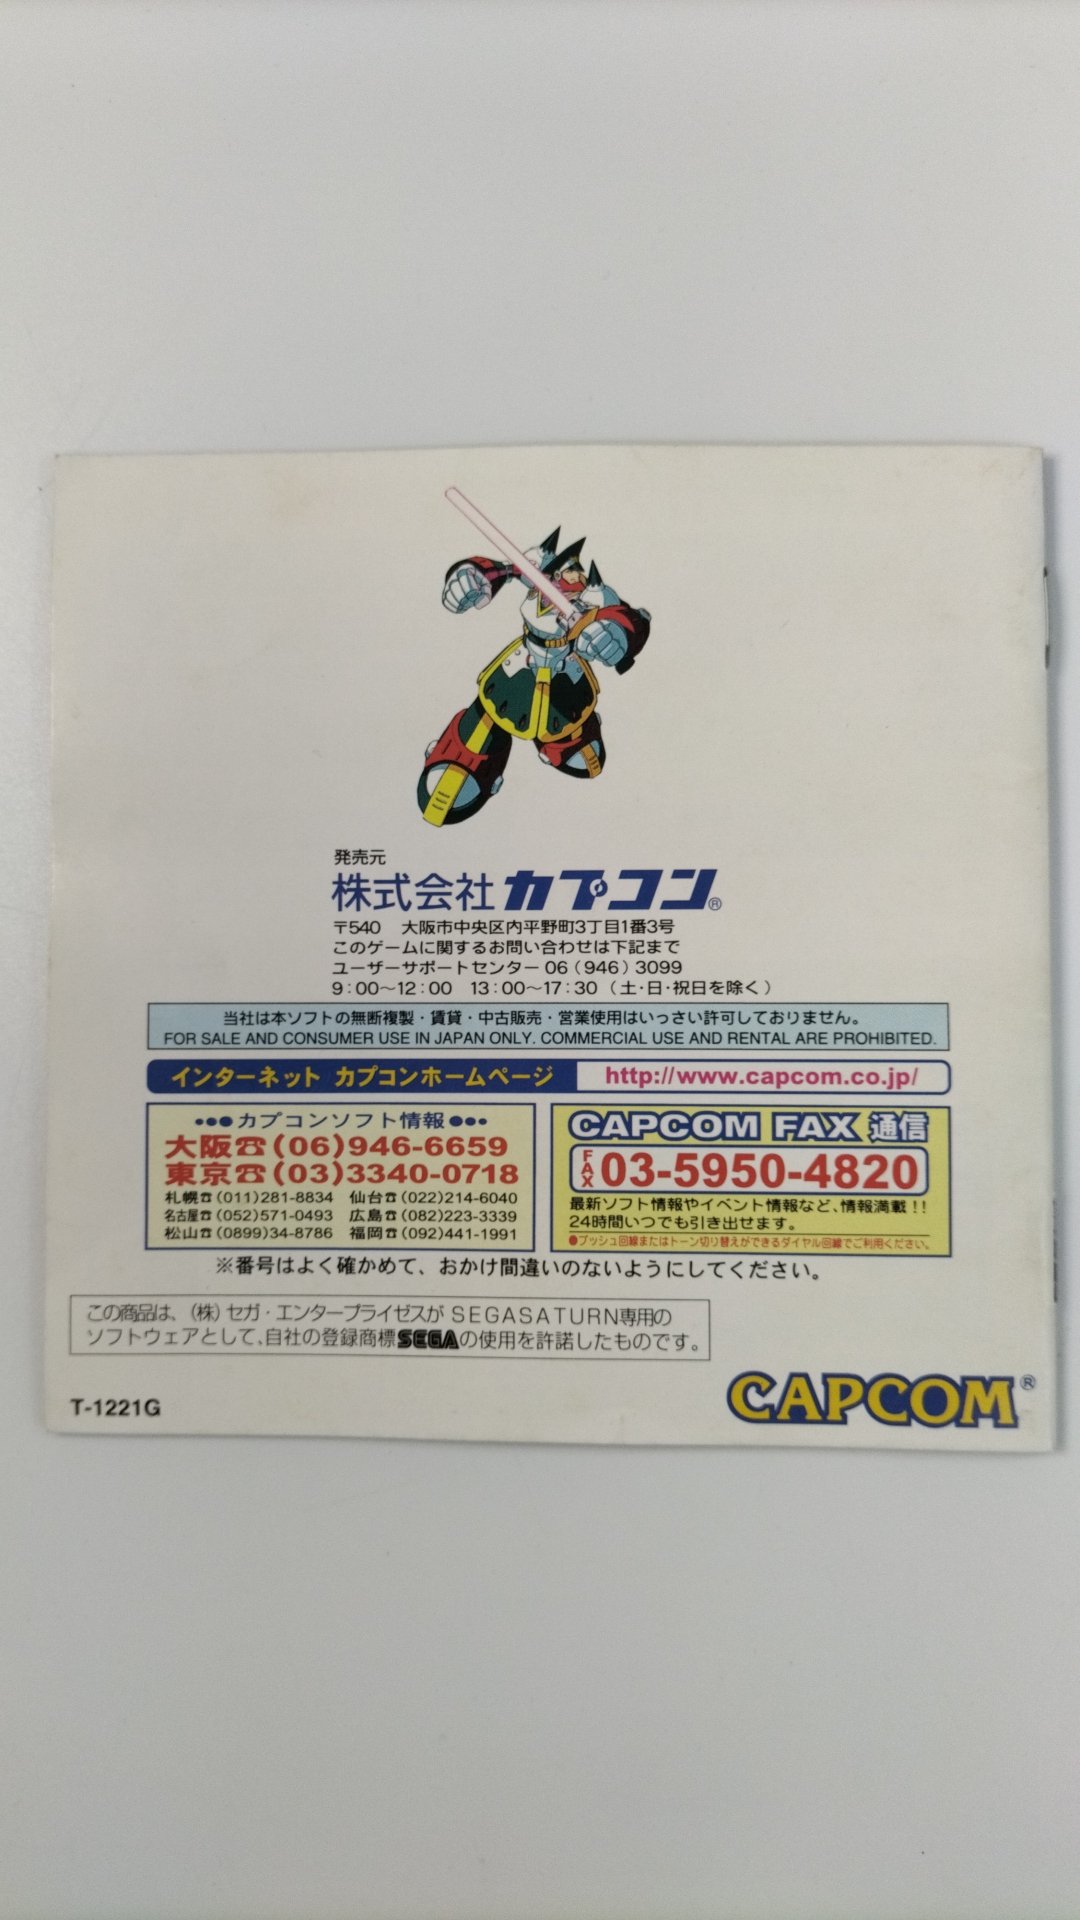 発売元
株式会社 カプコン®
〒540 大阪市中央区内平野町3丁目1番3号
このゲームに関するお問い合わせは下記まで
ユーザーサポートセンター 06(946)3099
9:00～12:00 13:00～17:30(土・日・祝日を除く)
当社は本ソフトの無断複製・賃貸・中古販売・営業使用はいっさい許可しておりません。
FOR SALE AND CONSUMER USE IN JAPAN ONLY. COMMERCIAL USE AND RENTAL ARE PROHIBITED.
インターネット カプコンホームページ http://www.capcom.co.jp/
●●●カプコンソフト情報●●●
大阪☎(06)946-6659
東京☎(03)3340-0718
札幌☎(011)281-8834 仙台☎(022)214-6040
名古屋☎(052)571-0493 広島☎(082)223-3339
松山☎(0899)34-8786 福岡☎(092)441-1991
CAPCOM FAX 通信
FAX 03-5950-4820
最新ソフト情報やイベント情報など、情報満載!!
24時間いつでも引き出せます。
●プッシュ回線またはトーン切り替えができるダイヤル回線でご利用ください。
※番号はよく確かめて、おかけ間違いのないようにしてください。
この商品は、(株)セガ・エンタープライゼスが SEGASATURN専用の
ソフトウェアとして、自社の登録商標SEGAの使用を許諾したものです。
T-1221G
CAPCOM®